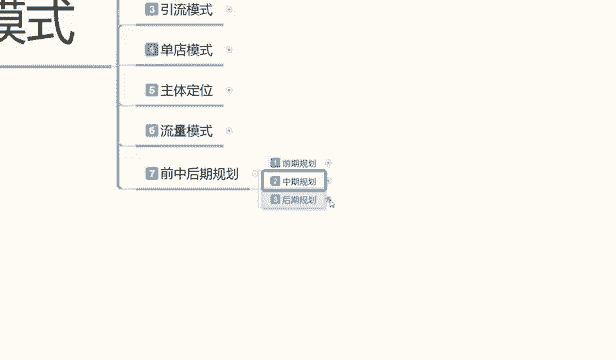 模式
3 引流模式
4 单店模式
5 主体定位
6 流量模式
7 前中后期规划
1 前期规划
2 中期规划
3 后期规划